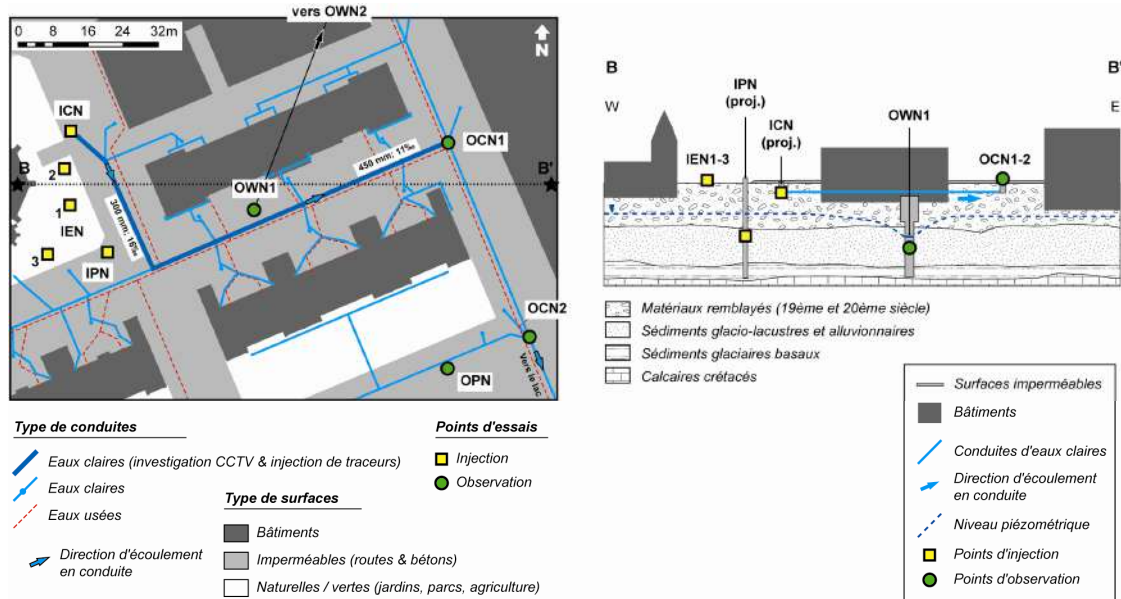 vers OWN2
0 8 16 24 32m
N
ICN
OCN1
B
B'
2
OWN1
450 mm; 11‰
1
IEN
300 mm; 16‰
3
IPN
OCN2
OPN
Vers le lac
B
B'
W
E
IPN
(proj.)
ICN
(proj.)
OWN1
IEN1-3
OCN1-2
Matériaux remblayés (19ème et 20ème siècle)
Sédiments glacio-lacustres et alluvionnaires
Sédiments glaciaires basaux
Calcaires crétacés
Surfaces imperméables
Bâtiments
Conduites d'eaux claires
Direction d'écoulement
en conduite
Niveau piézométrique
Points d'injection
Points d'observation
Type de conduites
Eaux claires (investigation CCTV & injection de traceurs)
Eaux claires
Eaux usées
Direction d'écoulement
en conduite
Points d'essais
Injection
Observation
Type de surfaces
Bâtiments
Imperméables (routes & bétons)
Naturelles / vertes (jardins, parcs, agriculture)